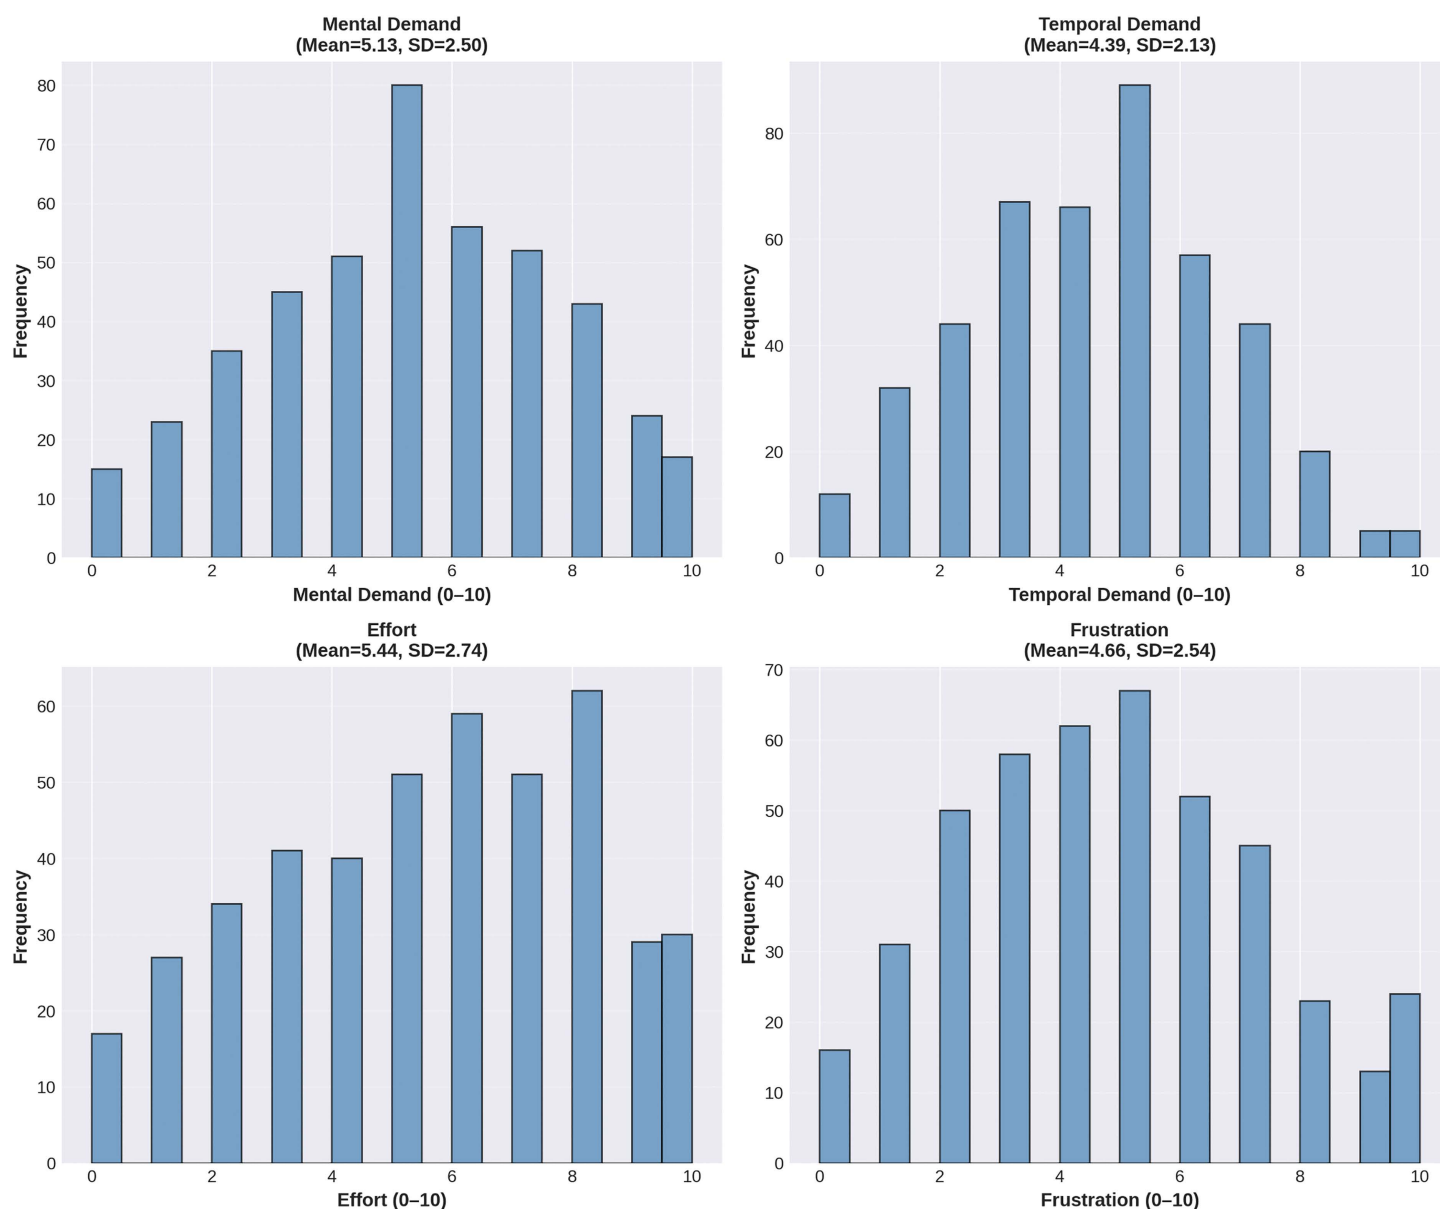 Mental Demand
(Mean=5.13, SD=2.50)
Frequency
80
70
60
50
40
30
20
10
0
0 2 4 6 8 10
Mental Demand (0–10)
Temporal Demand
(Mean=4.39, SD=2.13)
Frequency
80
60
40
20
0
0 2 4 6 8 10
Temporal Demand (0–10)
Effort
(Mean=5.44, SD=2.74)
Frequency
60
50
40
30
20
10
0
0 2 4 6 8 10
Effort (0–10)
Frustration
(Mean=4.66, SD=2.54)
Frequency
70
60
50
40
30
20
10
0
0 2 4 6 8 10
Frustration (0–10)